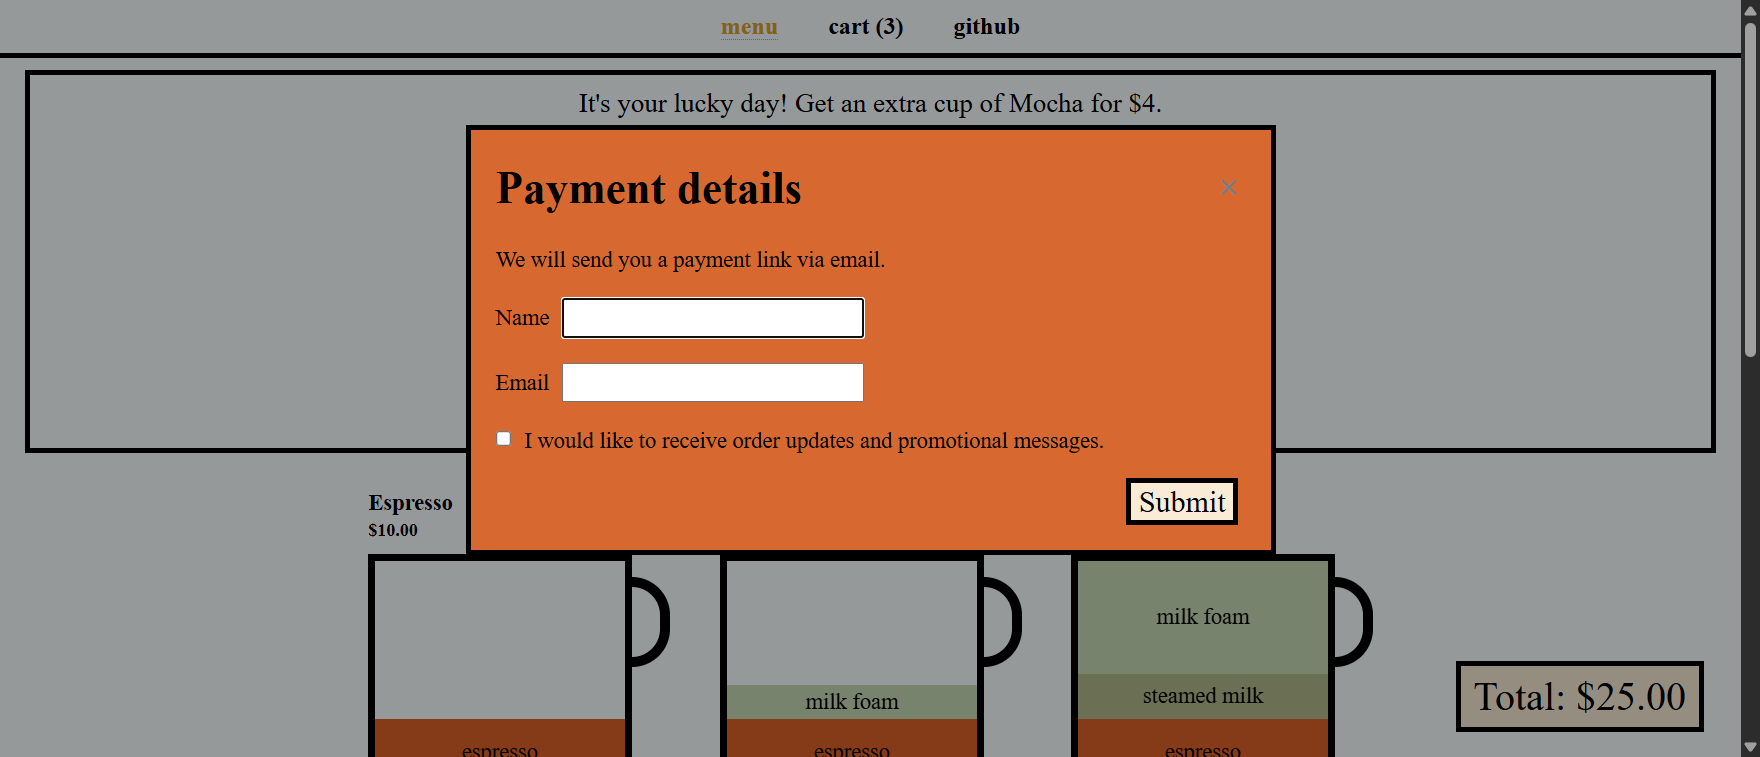 menu
cart (3)
github
It's your lucky day! Get an extra cup of Mocha for $4.
Payment details
×
We will send you a payment link via email.
Name
Email
I would like to receive order updates and promotional messages.
Submit
Espresso
$10.00
milk foam
steamed milk
milk foam
espresso
espresso
espresso
Total: $25.00